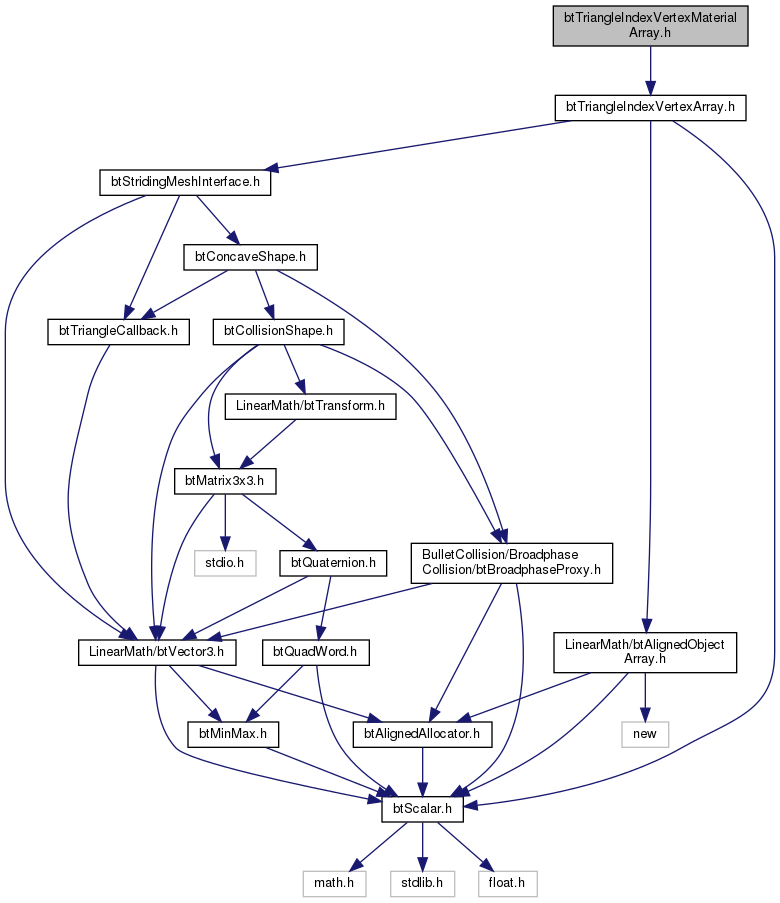 btTriangleIndexVertexMaterial
Array.h
btTriangleIndexVertexArray.h
btStridingMeshInterface.h
btConcaveShape.h
btTriangleCallback.h
btCollisionShape.h
LinearMath/btTransform.h
btMatrix3x3.h
stdio.h
btQuaternion.h
BulletCollision/Broadphase
Collision/btBroadphaseProxy.h
LinearMath/btVector3.h
btQuadWord.h
LinearMath/btAlignedObject
Array.h
btMinMax.h
btAlignedAllocator.h
new
btScalar.h
math.h
stdlib.h
float.h